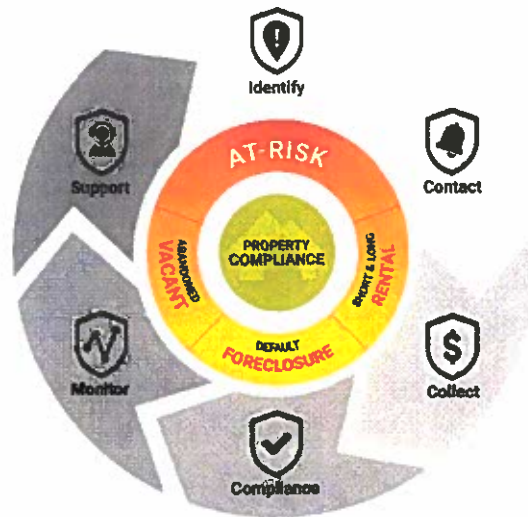 Identify
Contact
Collect
Compliance
Monitor
Support
AT-RISK
SHORT & LONG
RENTAL
DEFAULT
FORECLOSURE
ABANDONED
VACANT
PROPERTY
COMPLIANCE